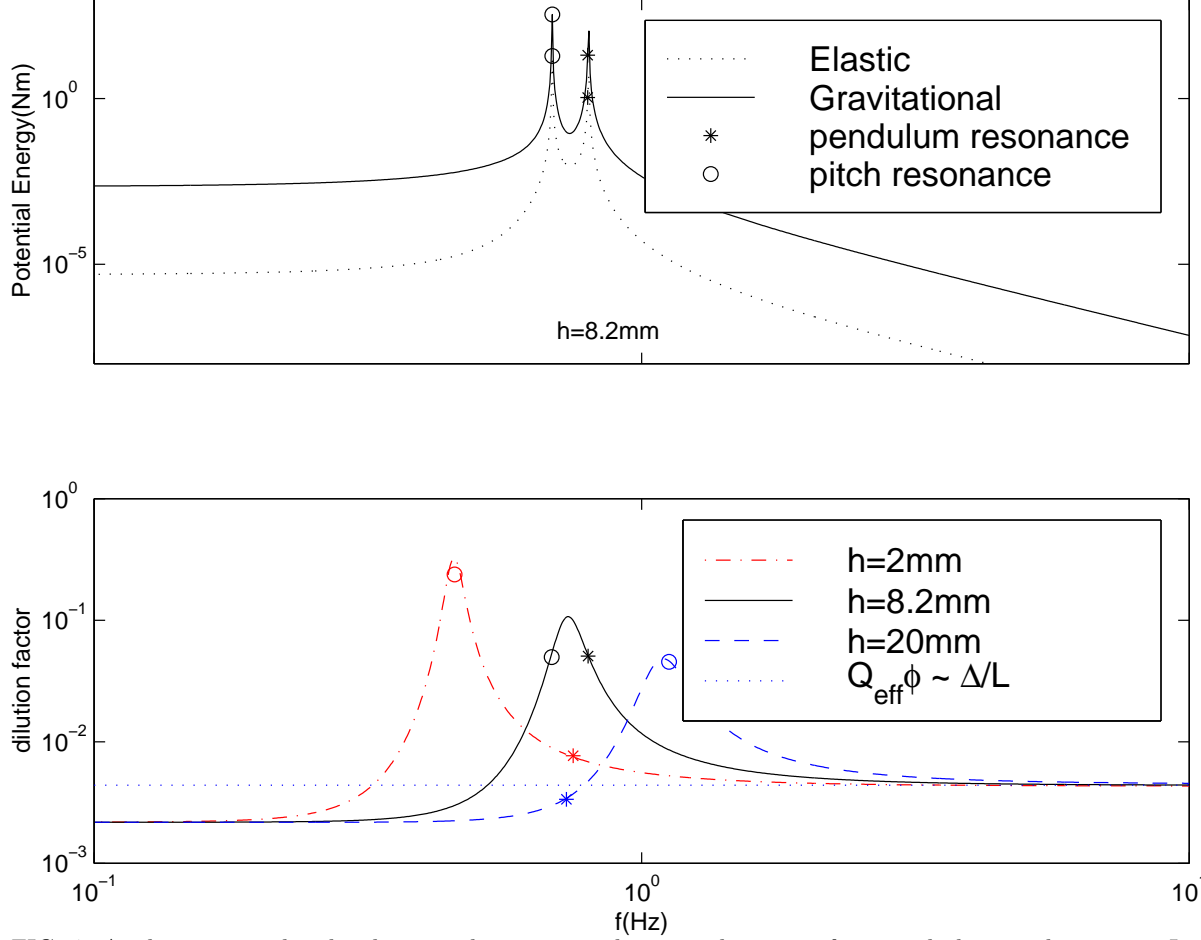 10^0
10^−5
Potential Energy(Nm)
Elastic
Gravitational
pendulum resonance
pitch resonance
h=8.2mm
10^0
10^−1
10^−2
10^−3
dilution factor
h=2mm
h=8.2mm
h=20mm
Q_eff ϕ ~ Δ/L
10^−1
10^0
10
f(Hz)